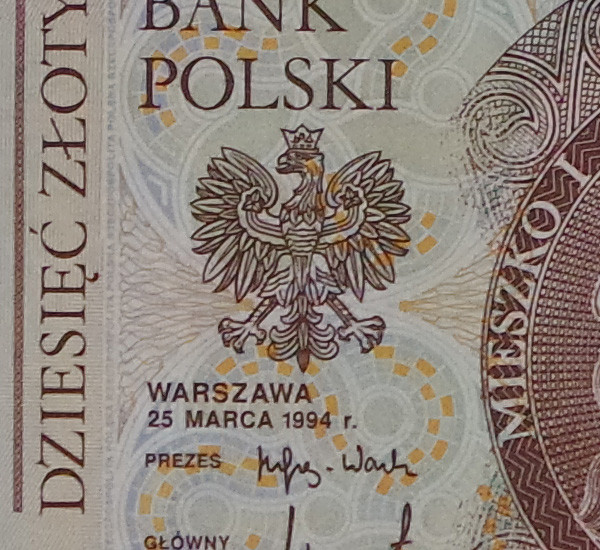 BANK
POLSKI
DZIESIĘĆ ZŁOTY
MIESZKO I
WARSZAWA
25 MARCA 1994 r.
PREZES
GŁÓWNY